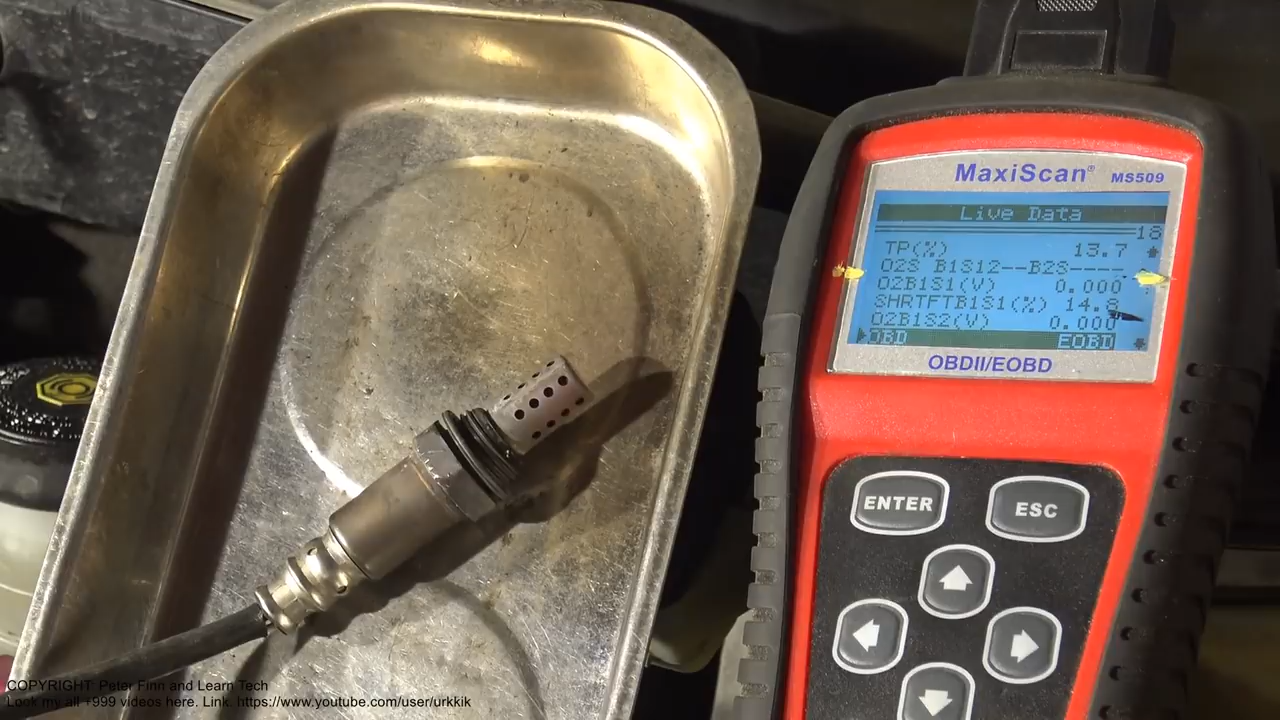 MaxiScan® MS509
Live Data
18
TP(%) 13.7
O2S B1S12--B2S----
O2B1S1(V) 0.000
SHRTFTB1S1(%) 14.8
O2B1S2(V) 0.000
OBD EOBD
OBDII/EOBD
ENTER
ESC
COPYRIGHT: Peter Finn and Learn Tech
Look my all +999 videos here. Link. https://www.youtube.com/user/urkkik